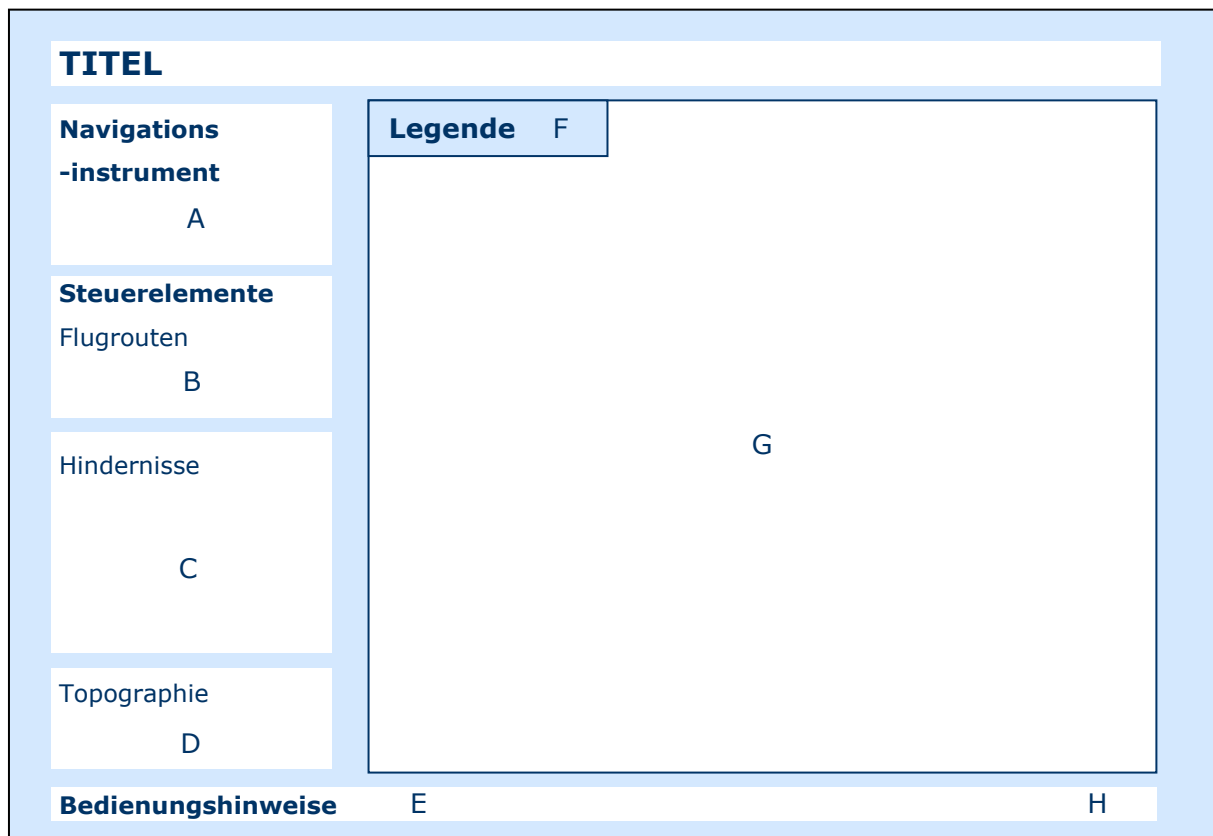 TITEL
Navigations
-instrument
A
Steuerelemente
Flugrouten
B
Hindernisse
C
Topographie
D
Legende F
G
Bedienungshinweise E H